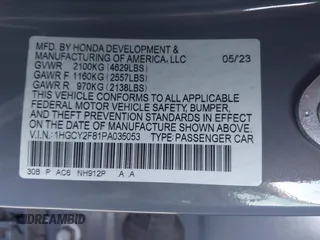 MFD. BY HONDA DEVELOPMENT &
MANUFACTURING OF AMERICA, LLC 05/23
GVWR 2100KG (4629LBS)
GAWR F 1160KG (2557LBS)
GAWR R 970KG (2138LBS)
THIS VEHICLE CONFORMS TO ALL APPLICABLE
FEDERAL MOTOR VEHICLE SAFETY, BUMPER,
AND THEFT PREVENTION STANDARDS IN EFFECT
ON THE DATE OF MANUFACTURE SHOWN ABOVE.
V.I.N.: 1HGCY2F81PA035053 TYPE: PASSENGER CAR
30B P AC6 NH912P A A
DREAMBID